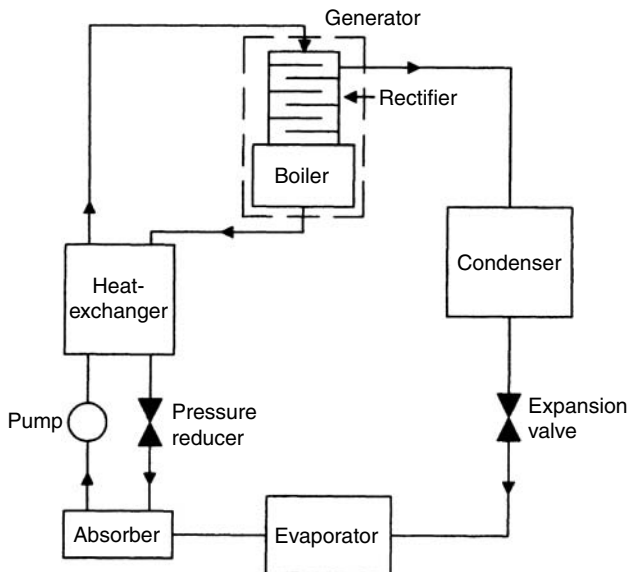 Generator
Rectifier
Boiler
Heat-
exchanger
Condenser
Pump
Pressure
reducer
Expansion
valve
Absorber
Evaporator